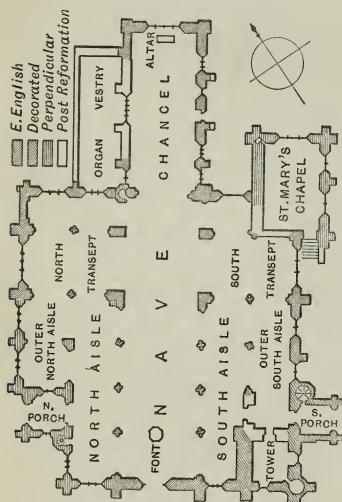 E. English
Decorated
Perpendicular
Post Reformation
ALTAR
VESTRY
ORGAN
CHANCEL
ST. MARY'S
CHAPEL
NORTH
TRANSEPT
OUTER
NORTH AISLE
N.
PORCH
NORTH AISLE
NAVE
FONT
SOUTH AISLE
SOUTH
TRANSEPT
OUTER
SOUTH AISLE
TOWER
S.
PORCH